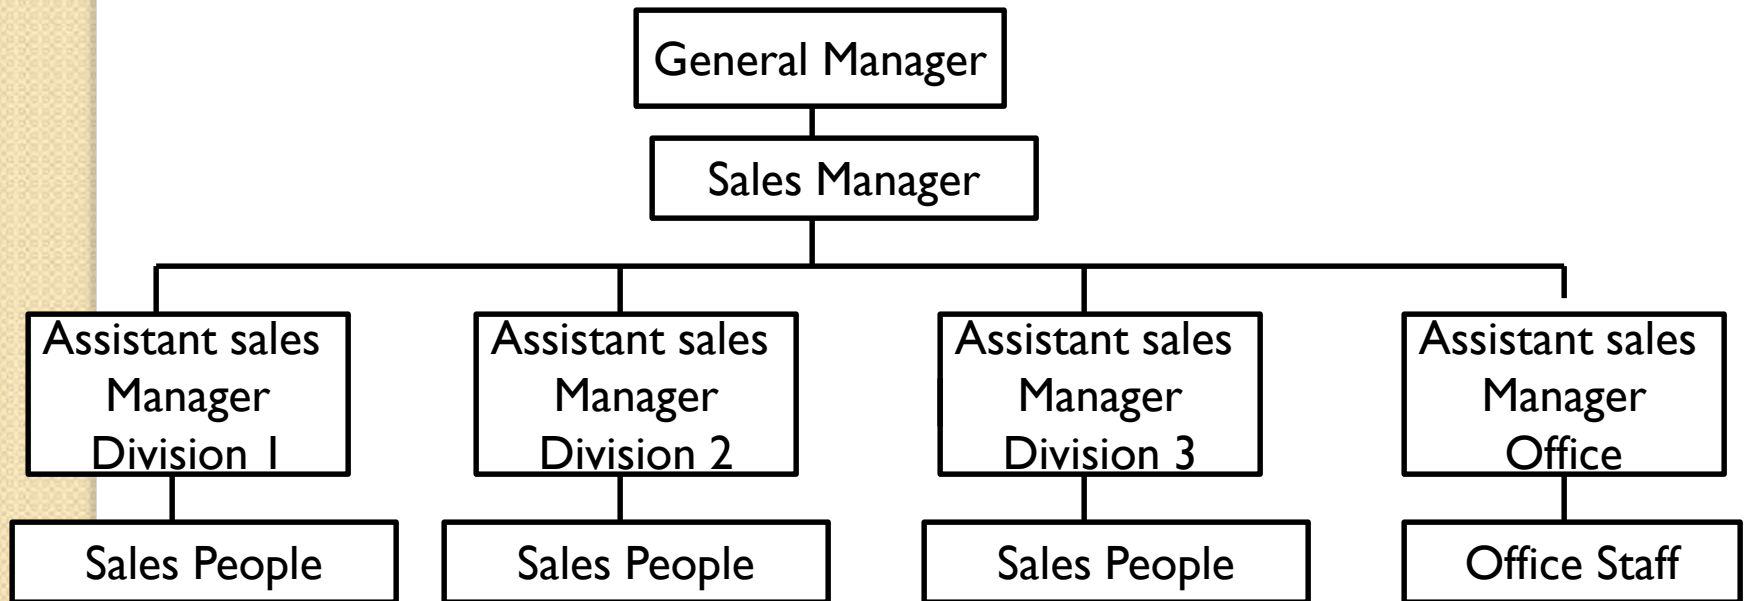 General Manager
Sales Manager
Assistant sales
Manager
Division 1
Assistant sales
Manager
Division 2
Assistant sales
Manager
Division 3
Assistant sales
Manager
Office
Sales People
Sales People
Sales People
Office Staff